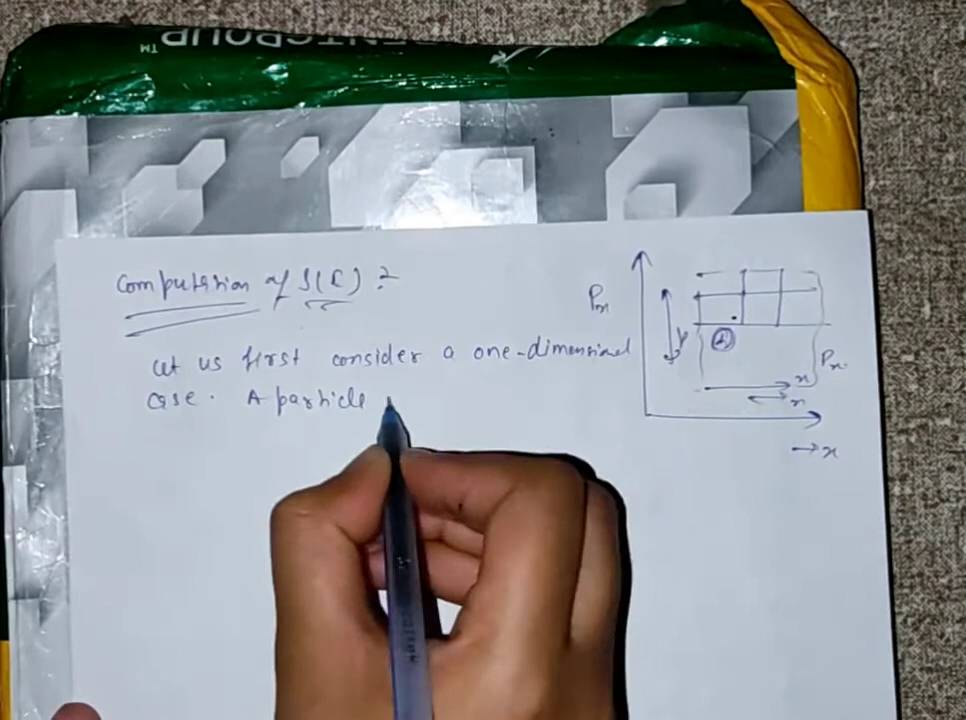 Computation of S(E) :-
Let us first consider a one-dimensional
case. A particle
Px
Px
x
x
→ x